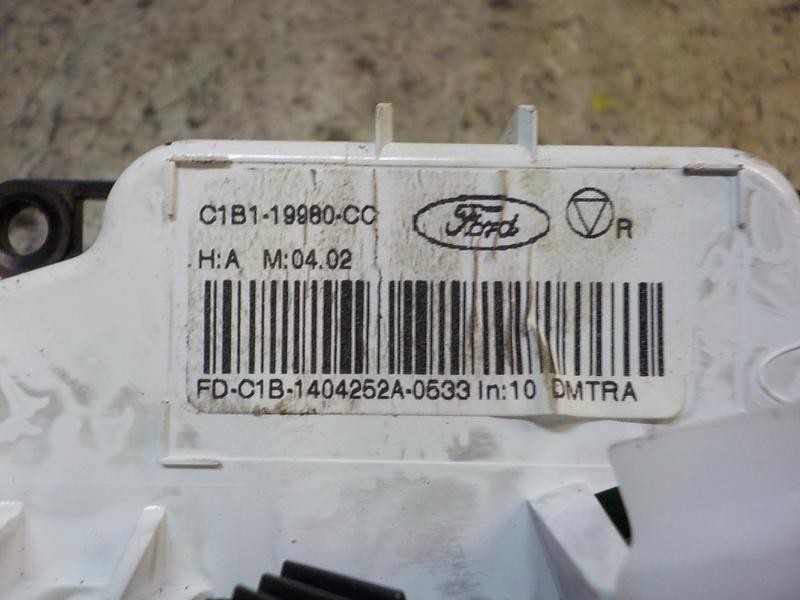 C1B1-19980-CC
Ford
R
H:A M:04.02
FD-C1B-1404252A-0533 In:10 DMTRA